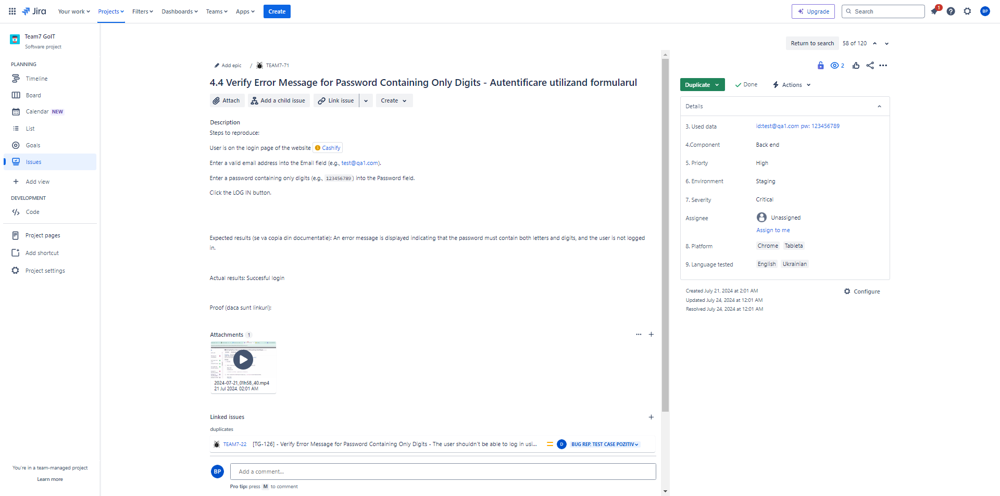 Jira
Your work
Projects
Filters
Dashboards
Teams
Apps
Create
Upgrade
Search
1
BP
Team7 GoIT
Software project
PLANNING
Timeline
Board
Calendar NEW
List
Goals
Issues
Add view
DEVELOPMENT
Code
Project pages
Add shortcut
Project settings
You're in a team-managed project
Learn more
Return to search
58 of 120
Add epic / TEAM7-71
4.4 Verify Error Message for Password Containing Only Digits - Autentificare utilizand formularul
Attach
Add a child issue
Link issue
Create
Description
Steps to reproduce:
User is on the login page of the website Cashify
Enter a valid email address into the Email field (e.g., test@qa1.com).
Enter a password containing only digits (e.g., 123456789 ) into the Password field.
Click the LOG IN button.
Expected results (se va copia din documentatie): An error message is displayed indicating that the password must contain both letters and digits, and the user is not logged
in.
Actual results: Succesful login
Proof (daca sunt linkuri):
Attachments 1
2024-07-21_01h58_40.mp4
21 Jul 2024, 02:01 AM
Linked issues
duplicates
TEAM7-22 [TG-126] - Verify Error Message for Password Containing Only Digits - The user shouldn't be able to log in usi... D BUG REP. TEST CASE POZITIV
BP
Add a comment...
Pro tip: press M to comment
2
Duplicate
Done
Actions
Details
3. Used data id:test@qa1.com pw: 123456789
4.Component Back end
5. Priorty High
6. Environment Staging
7. Severity Critical
Assignee Unassigned
Assign to me
8. Platform Chrome Tableta
9. Language tested English Ukrainian
Created July 21, 2024 at 2:01 AM
Updated July 24, 2024 at 12:01 AM
Resolved July 24, 2024 at 12:01 AM
Configure